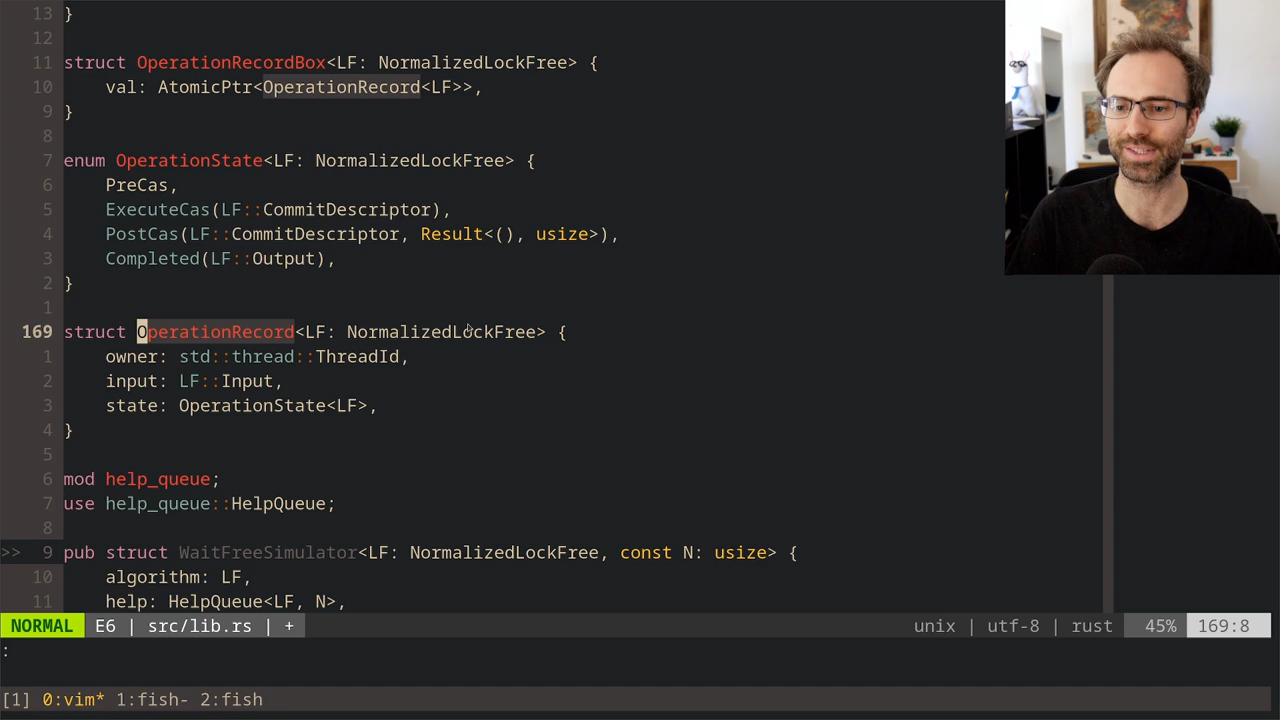 13 }
12
11 struct OperationRecordBox<LF: NormalizedLockFree> {
10 val: AtomicPtr<OperationRecord<LF>>,
9 }
8
7 enum OperationState<LF: NormalizedLockFree> {
6 PreCas,
5 ExecuteCas(LF::CommitDescriptor),
4 PostCas(LF::CommitDescriptor, Result<(), usize>),
3 Completed(LF::Output),
2 }
1
169 struct OperationRecord<LF: NormalizedLockFree> {
1 owner: std::thread::ThreadId,
2 input: LF::Input,
3 state: OperationState<LF>,
4 }
5
6 mod help_queue;
7 use help_queue::HelpQueue;
8
>> 9 pub struct WaitFreeSimulator<LF: NormalizedLockFree, const N: usize> {
10 algorithm: LF,
11 help: HelpQueue<LF, N>,
NORMAL E6 | src/lib.rs | + unix | utf-8 | rust 45% 169:8
:
[1] 0:vim* 1:fish- 2:fish